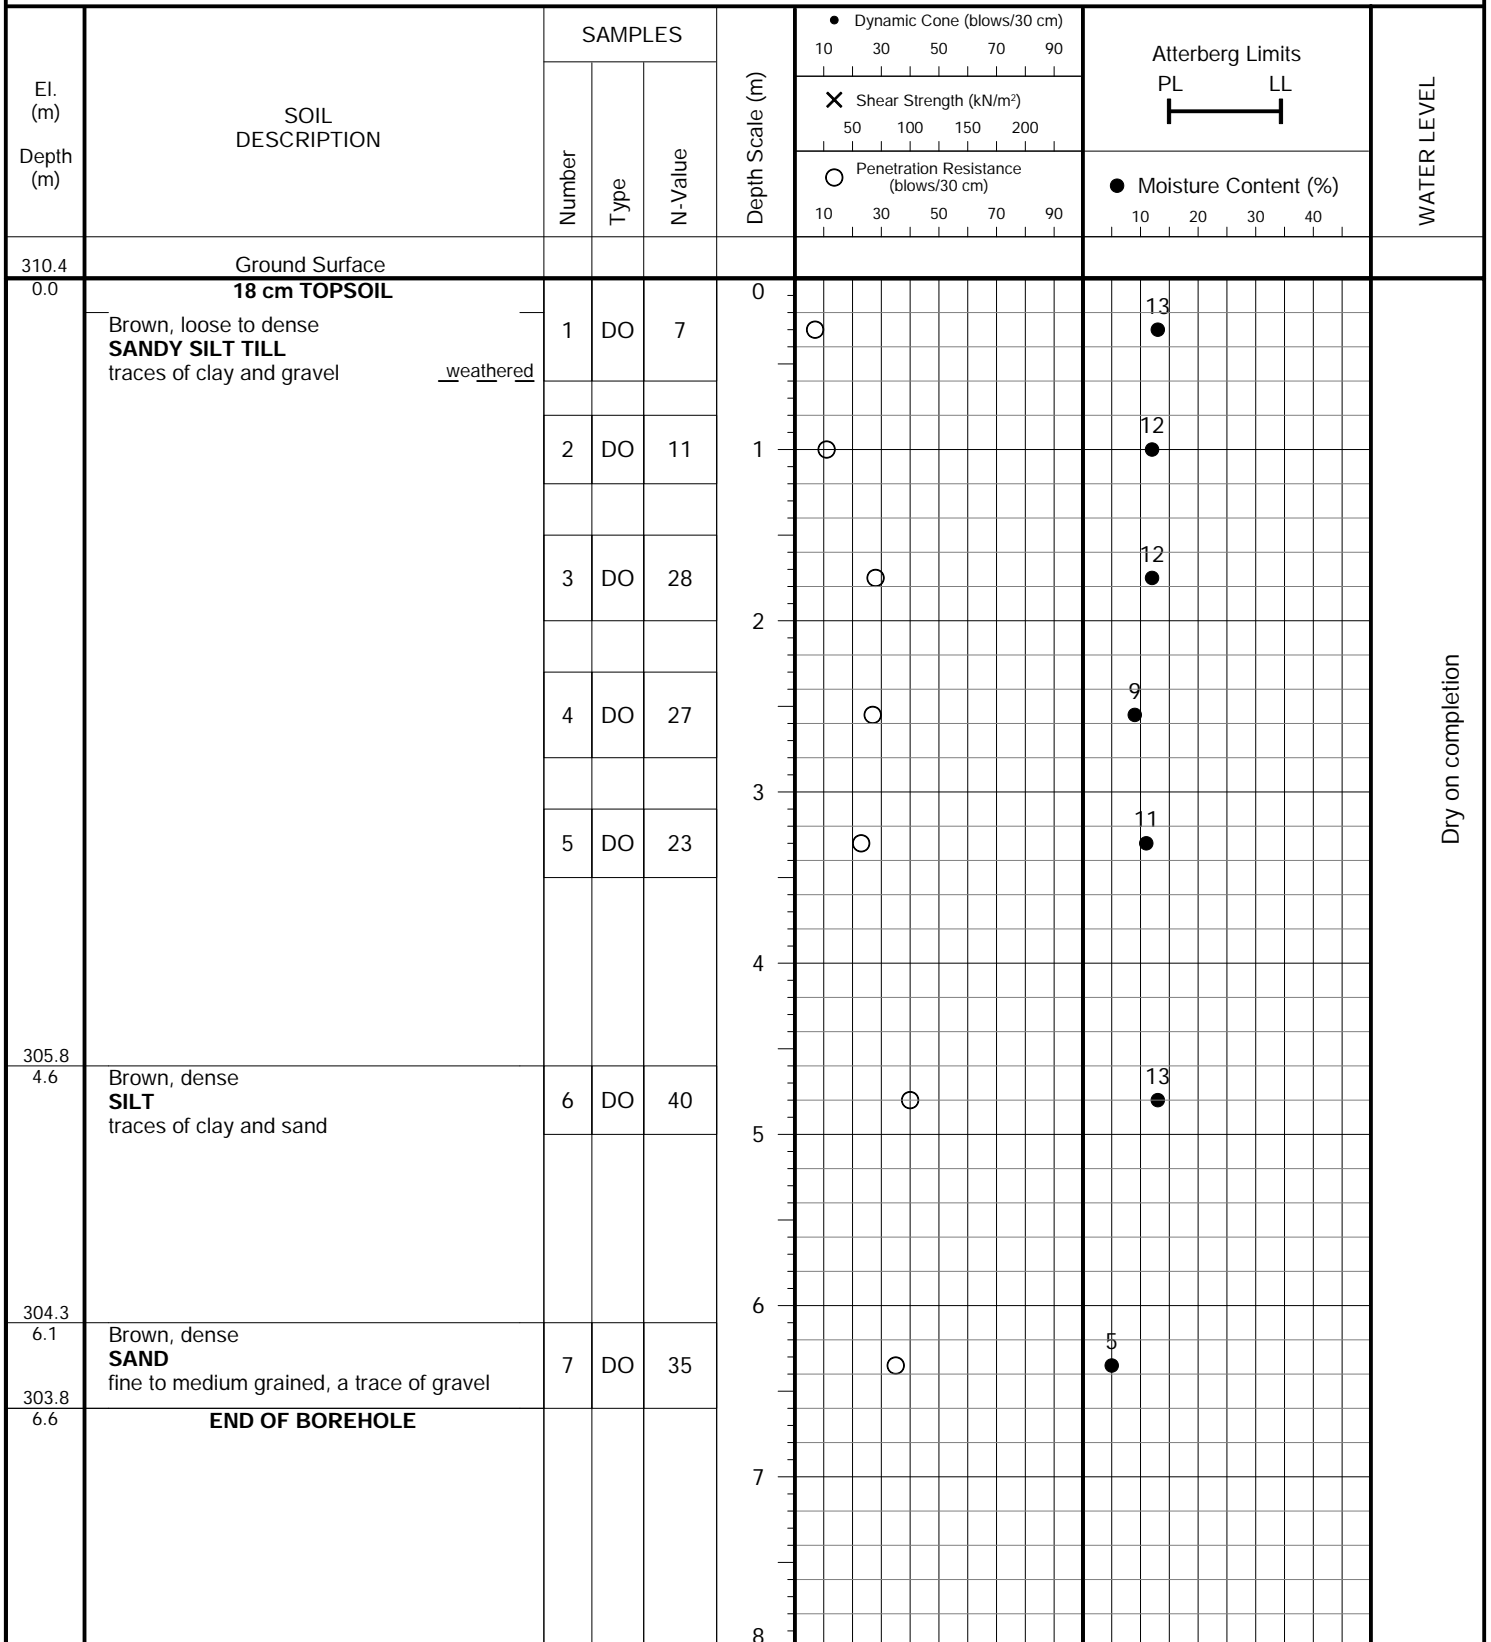 El.
(m)
Depth
(m)
SOIL
DESCRIPTION
SAMPLES
Number
Type
N-Value
Depth Scale (m)
Dynamic Cone (blows/30 cm)
10 30 50 70 90
Shear Strength (kN/m²)
50 100 150 200
Penetration Resistance
(blows/30 cm)
10 30 50 70 90
Atterberg Limits
PL LL
Moisture Content (%)
10 20 30 40
WATER LEVEL
310.4 Ground Surface
0.0 18 cm TOPSOIL 0
Brown, loose to dense
SANDY SILT TILL
traces of clay and gravel weathered
1 DO 7 13
2 DO 11 1 12
3 DO 28 12
2
4 DO 27 9
3
5 DO 23 11
Dry on completion
4
305.8
4.6 Brown, dense
SILT
traces of clay and sand
6 DO 40 13
5
6
304.3
6.1 Brown, dense
SAND
fine to medium grained, a trace of gravel
7 DO 35 5
303.8
6.6 END OF BOREHOLE
7
8